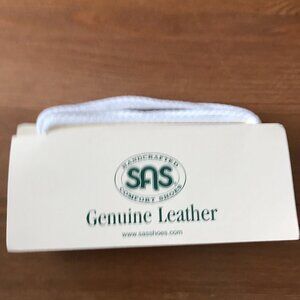 HANDCRAFTED
SAS
COMFORT SHOES
Genuine Leather
www.sasshoes.com